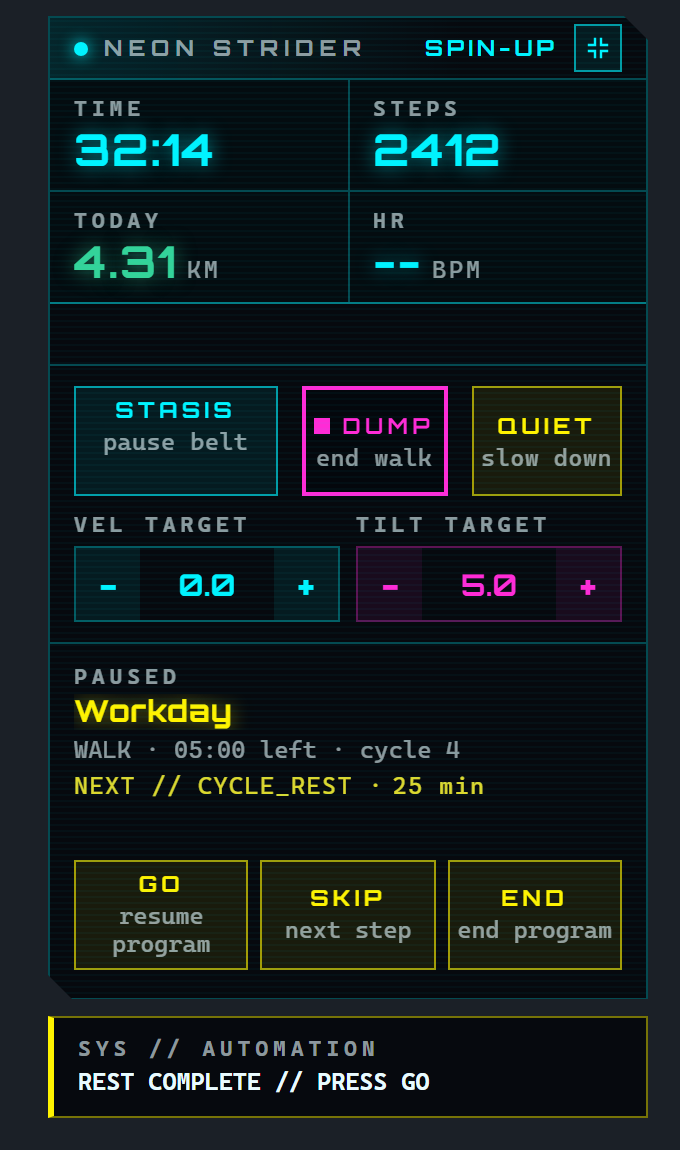 NEON STRIDER SPIN-UP
TIME STEPS
32:14 2412
TODAY HR
4.31 KM -- BPM
STASIS DUMP QUIET
pause belt end walk slow down
VEL TARGET TILT TARGET
- 0.0 + - 5.0 +
PAUSED
Workday
WALK · 05:00 left · cycle 4
NEXT // CYCLE_REST · 25 min
GO SKIP END
resume program next step end program
SYS // AUTOMATION
REST COMPLETE // PRESS GO